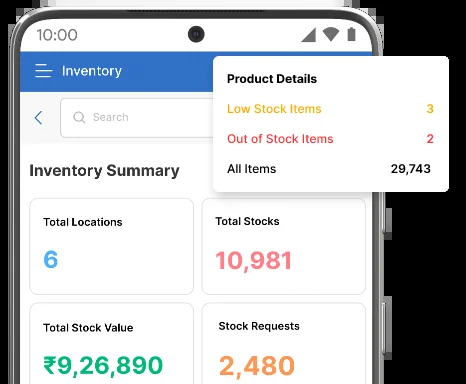 10:00
Inventory
Product Details
Low Stock Items 3
Out of Stock Items 2
All Items 29,743
Search
Inventory Summary
Total Locations
6
Total Stocks
10,981
Total Stock Value
₹9,26,890
Stock Requests
2,480